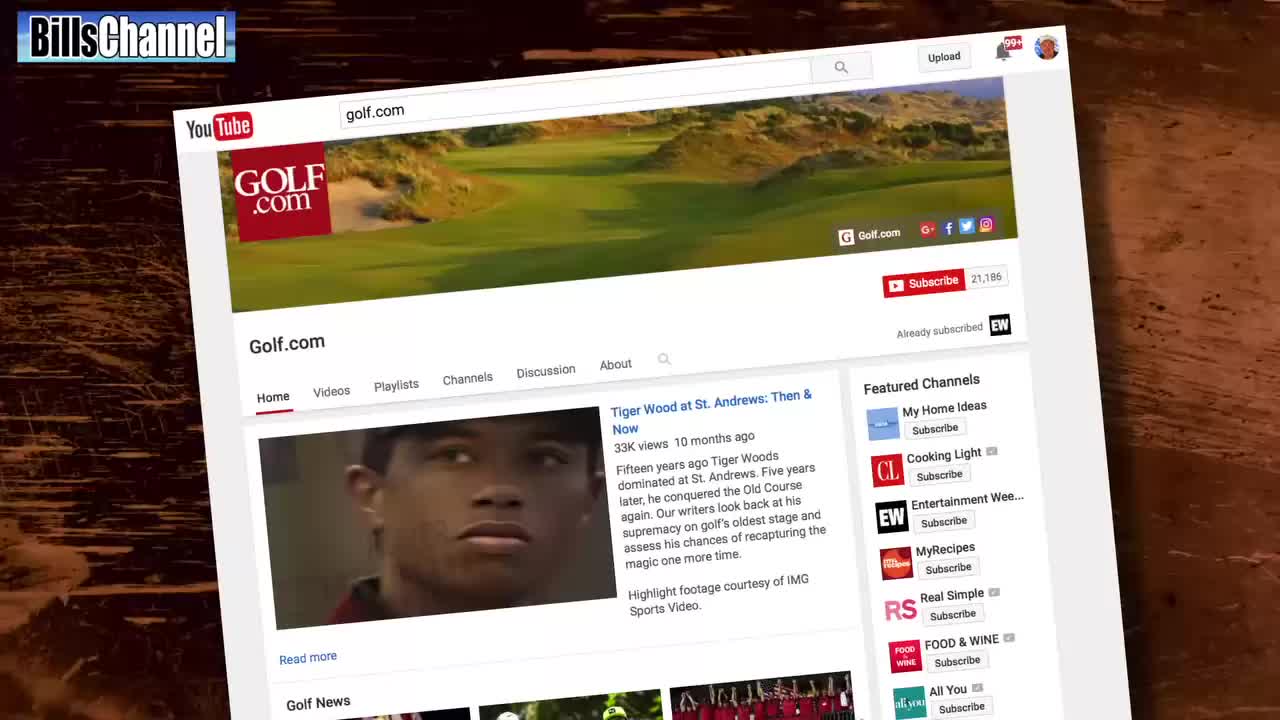 BillsChannel
YouTube
golf.com
Upload
99+
GOLF
.com
G Golf.com G+ f
Subscribe 21,186
Golf.com
Already subscribed EW
Home Videos Playlists Channels Discussion About
Tiger Wood at St. Andrews: Then &
Now
33K views 10 months ago
Fifteen years ago Tiger Woods
dominated at St. Andrews. Five years
later, he conquered the Old Course
again. Our writers look back at his
supremacy on golf's oldest stage and
assess his chances of recapturing the
magic one more time.
Highlight footage courtesy of IMG
Sports Video.
Read more
Golf News
Featured Channels
My Home Ideas
Subscribe
CL
Cooking Light
Subscribe
EW
Entertainment Wee...
Subscribe
MyRecipes
Subscribe
RS
Real Simple
Subscribe
FOOD
&
WINE
FOOD & WINE
Subscribe
all you
All You
Subscribe